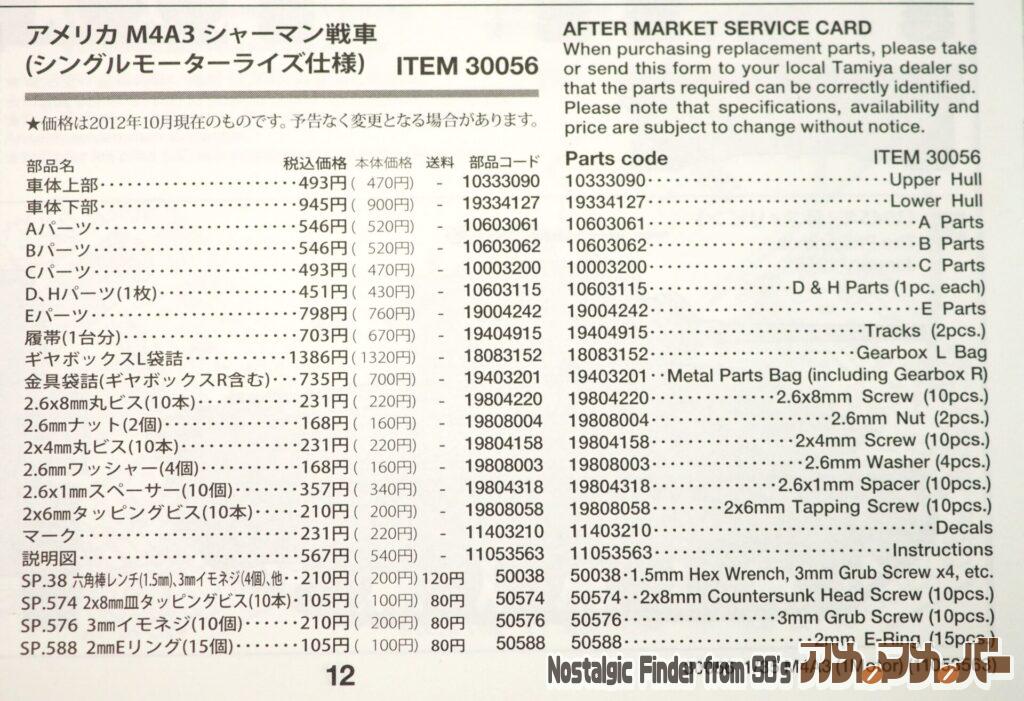 アメリカ M4A3 シャーマン戦車
(シングルモーターライズ仕様) ITEM 30056
★価格は2012年10月現在のものです。予告なく変更となる場合があります。
部品名 税込価格 本体価格 送料 部品コード
車体上部･･････････････････････493円( 470円) - 10333090
車体下部･･････････････････････945円( 900円) - 19334127
Aパーツ･･････････････････････546円( 520円) - 10603061
Bパーツ･･････････････････････546円( 520円) - 10603062
Cパーツ･･････････････････････493円( 470円) - 10003200
D、Hパーツ(1枚)････････････････451円( 430円) - 10603115
Eパーツ･･････････････････････798円( 760円) - 19004242
履帯(1台分)･･･････････････････703円( 670円) - 19404915
ギヤボックスL袋詰･･･････････1386円(1320円) - 18083152
金具袋詰(ギヤボックスR含む)･･･735円( 700円) - 19403201
2.6x8㎜丸ビス(10本)･･･････････231円( 220円) - 19804220
2.6㎜ナット(2個)･･････････････168円( 160円) - 19808004
2x4㎜丸ビス(10本)････････････231円( 220円) - 19804158
2.6㎜ワッシャー(4個)･･････････168円( 160円) - 19808003
2.6x1㎜スペーサー(10個)･･･････357円( 340円) - 19804318
2x6㎜タッピングビス(10本)･････210円( 200円) - 19808058
マーク･･･････････････････････231円( 220円) - 11403210
説明図･･･････････････････････567円( 540円) - 11053563
SP.38 六角棒レンチ(1.5㎜)、3㎜イモネジ(4個)、他･･210円( 200円) 120円 50038
SP.574 2x8㎜皿タッピングビス(10本)･105円( 100円) 80円 50574
SP.576 3㎜イモネジ(10個)･･･････210円( 200円) 80円 50576
SP.588 2㎜Eリング(15個)････････105円( 100円) 80円 50588
AFTER MARKET SERVICE CARD
When purchasing replacement parts, please take
or send this form to your local Tamiya dealer so
that the parts required can be correctly identified.
Please note that specifications, availability and
price are subject to change without notice.
Parts code ITEM 30056
10333090･･････････････････････Upper Hull
19334127･･････････････････････Lower Hull
10603061･･････････････････････A Parts
10603062･･････････････････････B Parts
10003200･･････････････････････C Parts
10603115･････････････D & H Parts (1pc. each)
19004242･･････････････････････E Parts
19404915････････････････････Tracks (2pcs.)
18083152･･･････････････････Gearbox L Bag
19403201･･Metal Parts Bag (including Gearbox R)
19804220･･･････････2.6x8mm Screw (10pcs.)
19808004････････････････2.6mm Nut (2pcs.)
19804158････････････2x4mm Screw (10pcs.)
19808003･････････････2.6mm Washer (4pcs.)
19804318･･･････････2.6x1mm Spacer (10pcs.)
19808058･･････2x6mm Tapping Screw (10pcs.)
11403210･･････････････････････Decals
11053563･･････････････････････Instructions
50038･1.5mm Hex Wrench, 3mm Grub Screw x4, etc.
50574･･2x8mm Countersunk Head Screw (10pcs.)
50576･････････････3mm Grub Screw (10pcs.)
50588････････････････2mm E-Ring (15pcs.)
12
M4A3 (1Motor) (11053563)
Nostalgic Finder from 90's